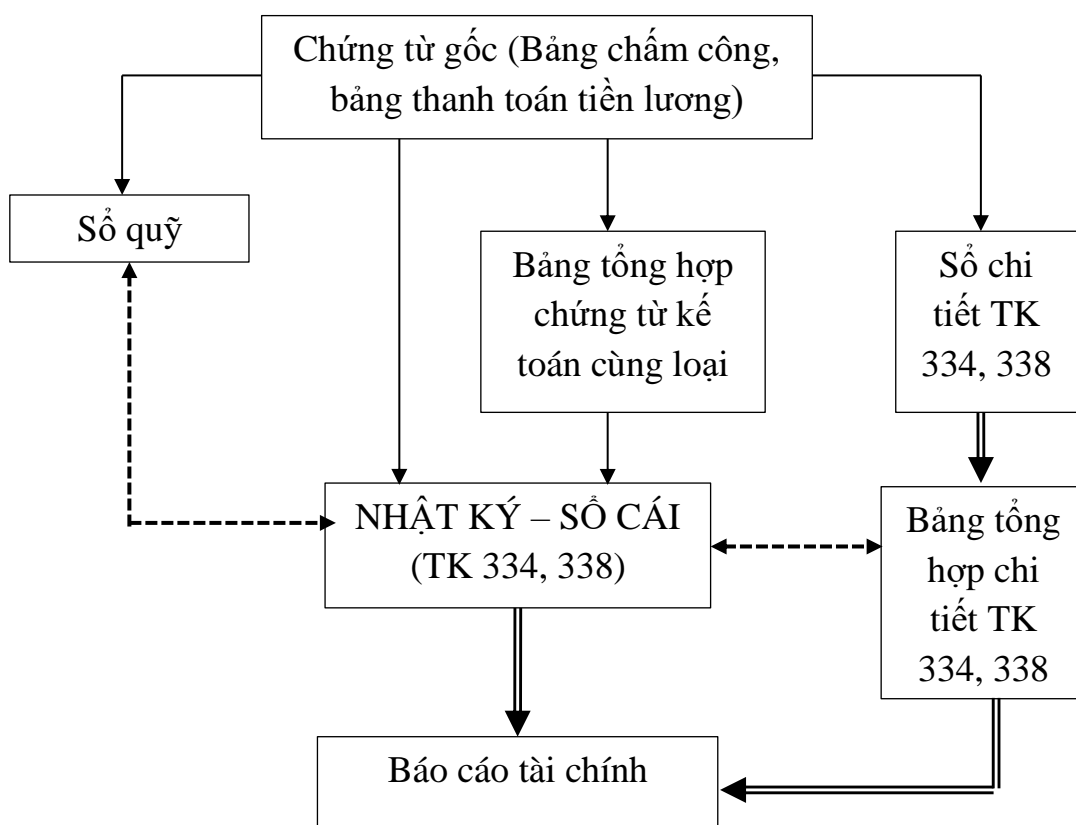 Chứng từ gốc (Bảng chấm công,
bảng thanh toán tiền lương)
Sổ quỹ
Bảng tổng hợp
chứng từ kế
toán cùng loại
Sổ chi
tiết TK
334, 338
NHẬT KÝ – SỔ CÁI
(TK 334, 338)
Bảng tổng
hợp chi
tiết TK
334, 338
Báo cáo tài chính